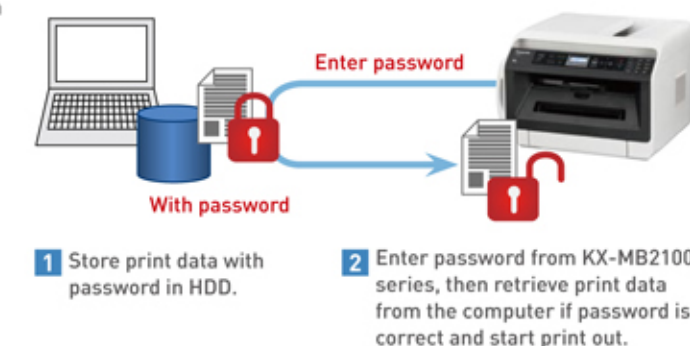 Enter password
With password
1 Store print data with
password in HDD.
2 Enter password from KX-MB2100
series, then retrieve print data
from the computer if password is
correct and start print out.